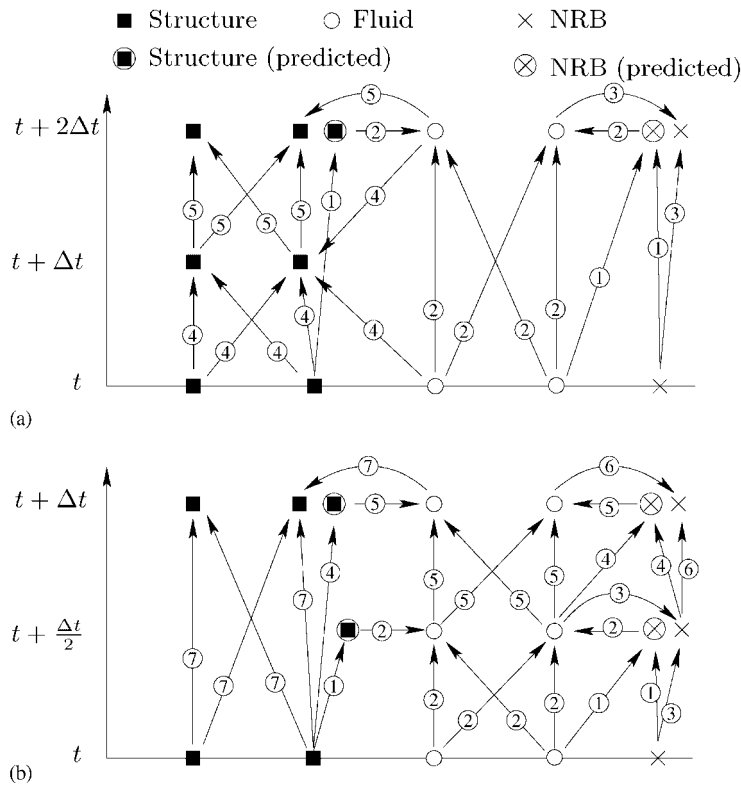 Structure Fluid NRB
Structure (predicted) NRB (predicted)
5 3
t + 2Δt 2 2
1 4 3
5 5 5 5
t + Δt 1
4 4 2 2
4 4 4 2 2
t
(a)
7 6
t + Δt 5 5
4 4 4 6
7 5 5 5 5 3
t + Δt/2 2 2
7 7 7 1 1
2 2 2 2 1 3
t
(b)